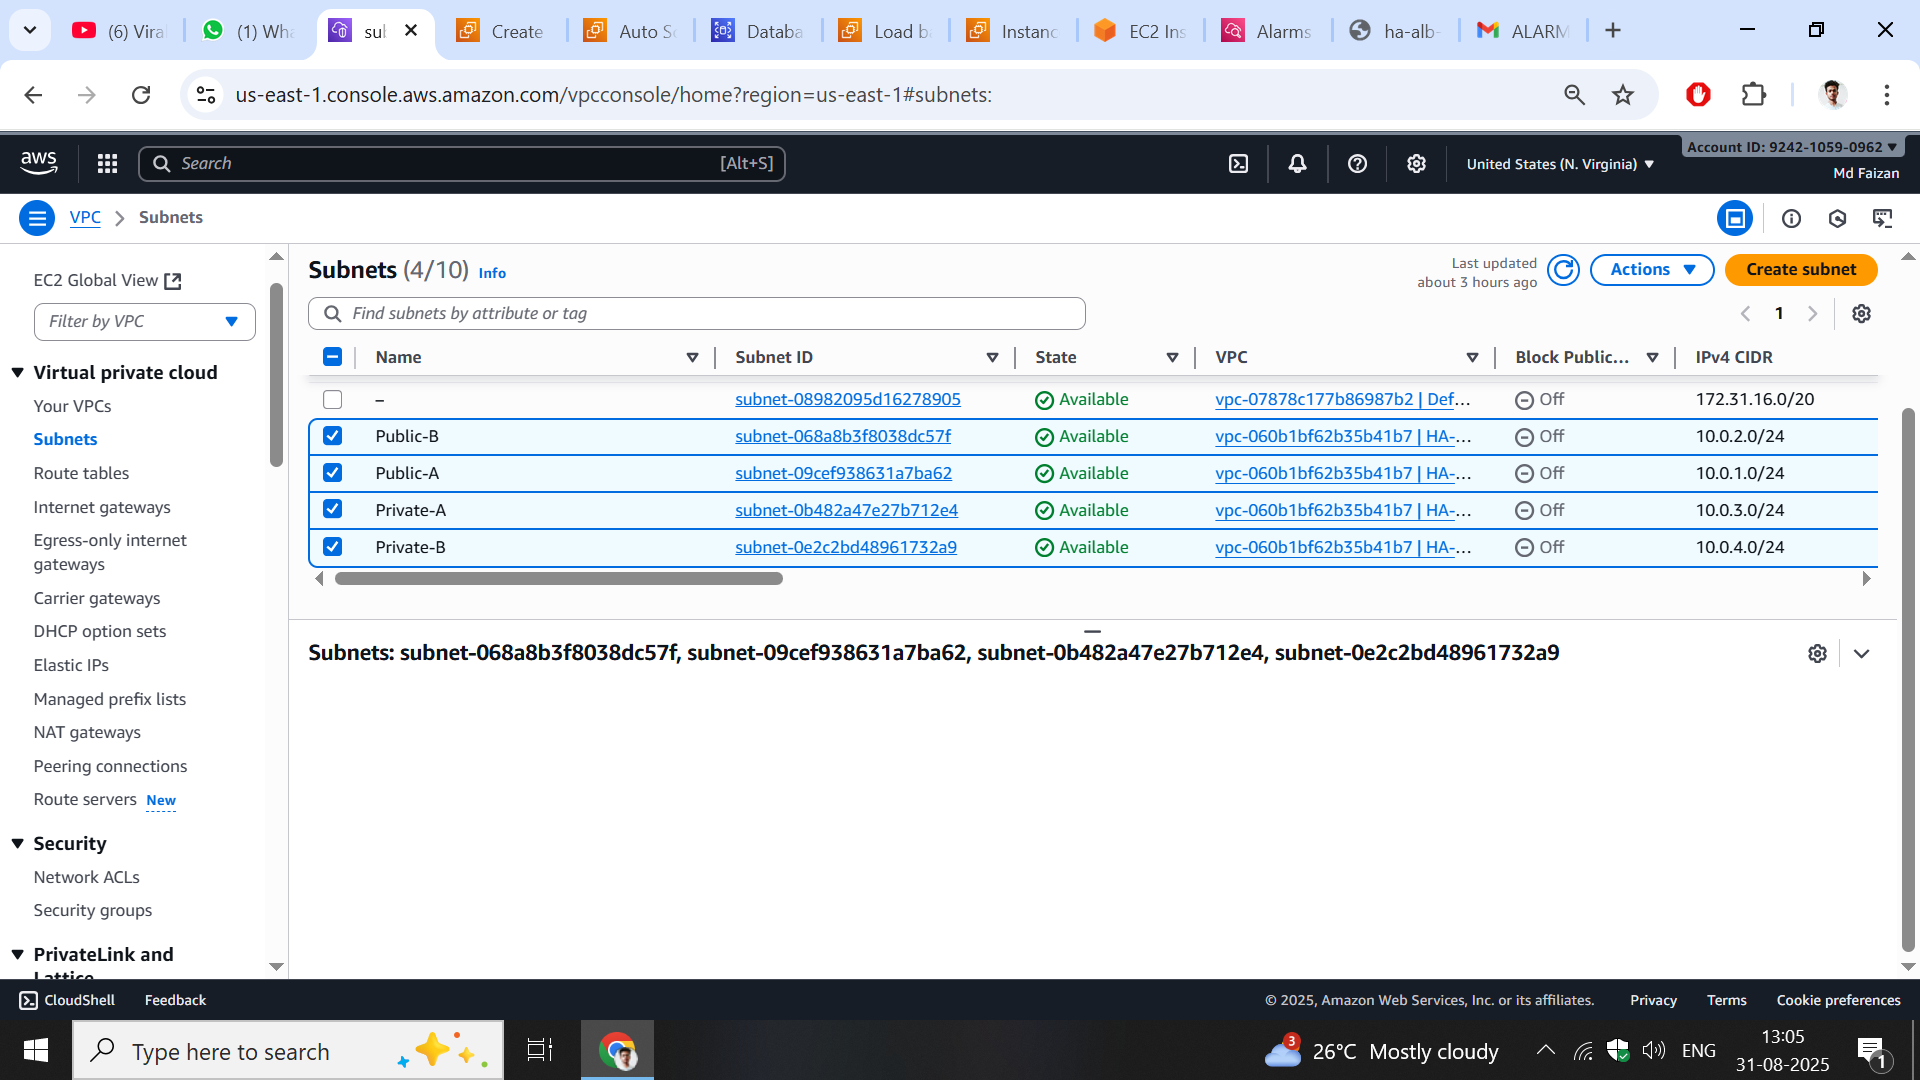 (6) Viral
(1) Wha
sub
Create
Auto Sc
Databa
Load ba
Instanc
EC2 Ins
Alarms
ha-alb-
ALARM
us-east-1.console.aws.amazon.com/vpcconsole/home?region=us-east-1#subnets:
aws
Search
[Alt+S]
United States (N. Virginia)
Account ID: 9242-1059-0962
Md Faizan
VPC
Subnets
EC2 Global View
Filter by VPC
Virtual private cloud
Your VPCs
Subnets
Route tables
Internet gateways
Egress-only internet
gateways
Carrier gateways
DHCP option sets
Elastic IPs
Managed prefix lists
NAT gateways
Peering connections
Route servers New
Security
Network ACLs
Security groups
PrivateLink and
Lattice
Subnets (4/10) Info
Last updated
about 3 hours ago
Actions
Create subnet
Find subnets by attribute or tag
1
Name Subnet ID State VPC Block Public... IPv4 CIDR
– subnet-08982095d16278905 Available vpc-07878c177b86987b2 | Def... Off 172.31.16.0/20
Public-B subnet-068a8b3f8038dc57f Available vpc-060b1bf62b35b41b7 | HA-... Off 10.0.2.0/24
Public-A subnet-09cef938631a7ba62 Available vpc-060b1bf62b35b41b7 | HA-... Off 10.0.1.0/24
Private-A subnet-0b482a47e27b712e4 Available vpc-060b1bf62b35b41b7 | HA-... Off 10.0.3.0/24
Private-B subnet-0e2c2bd48961732a9 Available vpc-060b1bf62b35b41b7 | HA-... Off 10.0.4.0/24
Subnets: subnet-068a8b3f8038dc57f, subnet-09cef938631a7ba62, subnet-0b482a47e27b712e4, subnet-0e2c2bd48961732a9
CloudShell
Feedback
© 2025, Amazon Web Services, Inc. or its affiliates.
Privacy
Terms
Cookie preferences
Type here to search
3
26°C Mostly cloudy
ENG
13:05
31-08-2025
1